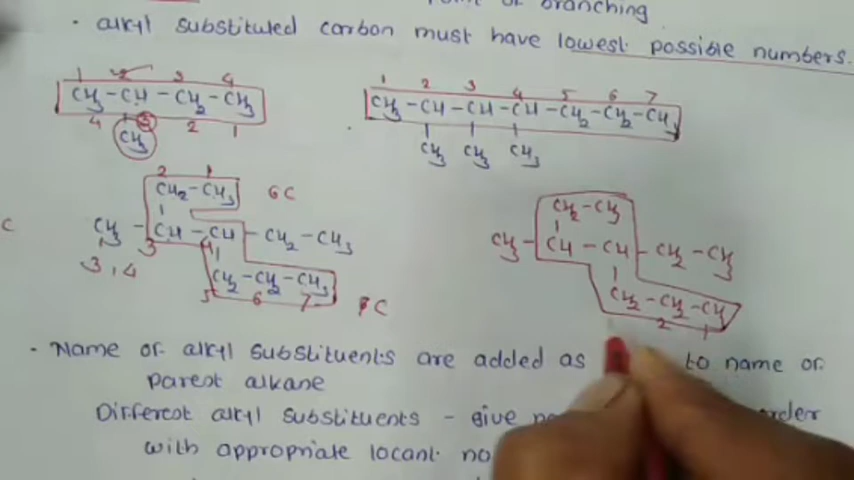 branching
· alkyl substituted carbon must have lowest possible numbers.
1 2 3 4
CH3 - CH - CH2 - CH3
4 3 2 1
CH3
1 2 3 4 5 6 7
CH3 - CH - CH - CH - CH2 - CH2 - CH3
CH3 CH3 CH3
2 1
CH2 - CH3 6C
CH3 - CH - CH - CH2 - CH3
3 4
3, 4
CH2 - CH2 - CH3
5 6 7
C
CH2 - CH3
CH3 - CH - CH - CH2 - CH3
CH2 - CH2 - CH3
2 1
· Name of alkyl substituents are added as to name of
parent alkane
Different alkyl substituents - give
with appropriate locant no